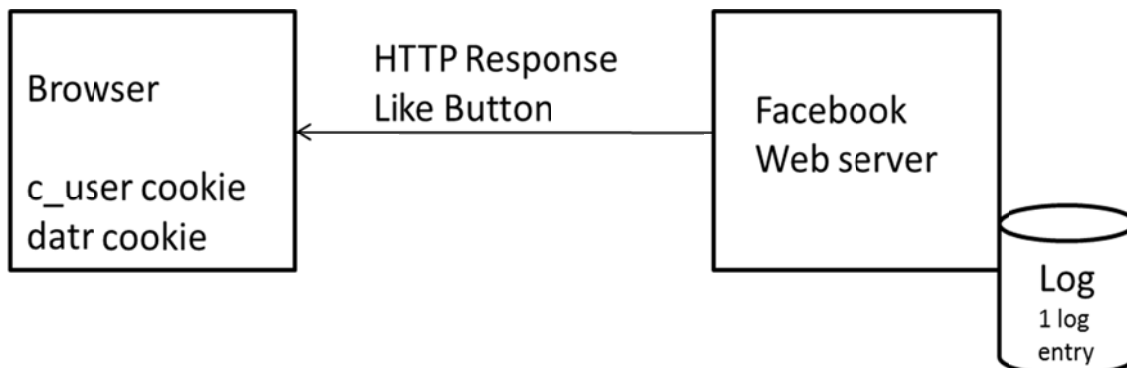 Browser
c_user cookie
datr cookie
HTTP Response
Like Button
Facebook
Web server
Log
1 log
entry